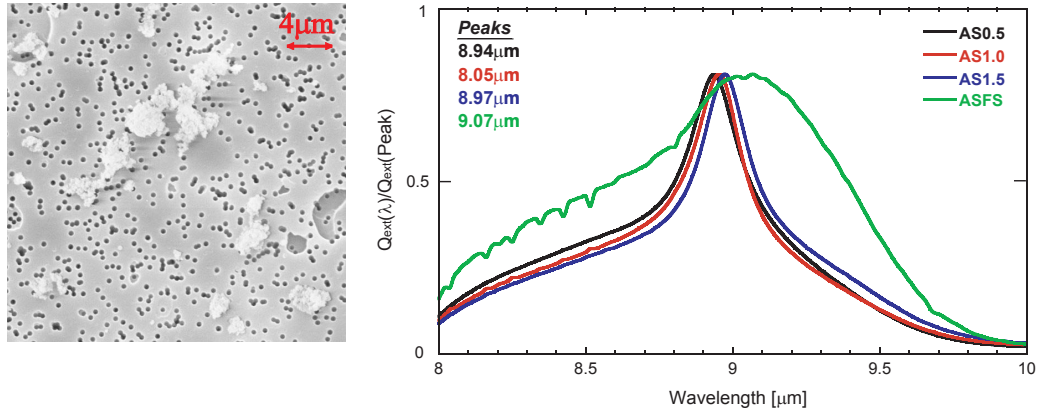 4μm
Peaks
8.94μm
8.05μm
8.97μm
9.07μm
AS0.5
AS1.0
AS1.5
ASFS
1
0.5
0
Qext(λ)/Qext(Peak)
8
8.5
9
9.5
10
Wavelength [μm]